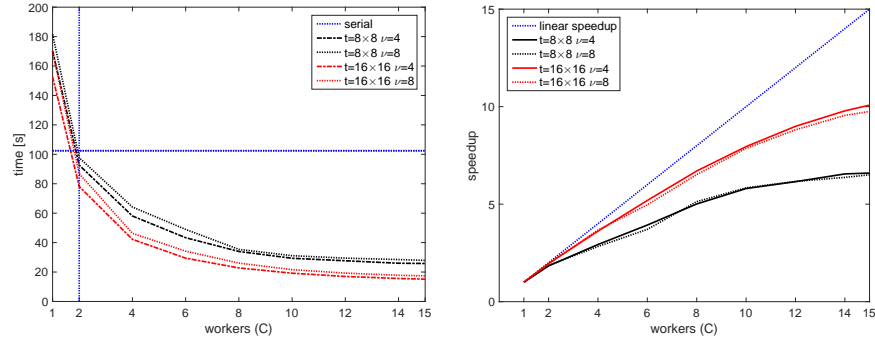 200
180
160
140
120
100
80
60
40
20
0
time [s]
serial
t=8×8 ν=4
t=8×8 ν=8
t=16×16 ν=4
t=16×16 ν=8
1 2 4 6 8 10 12 14 15
workers (C)
15
10
5
0
speedup
linear speedup
t=8×8 ν=4
t=8×8 ν=8
t=16×16 ν=4
t=16×16 ν=8
1 2 4 6 8 10 12 14 15
workers (C)